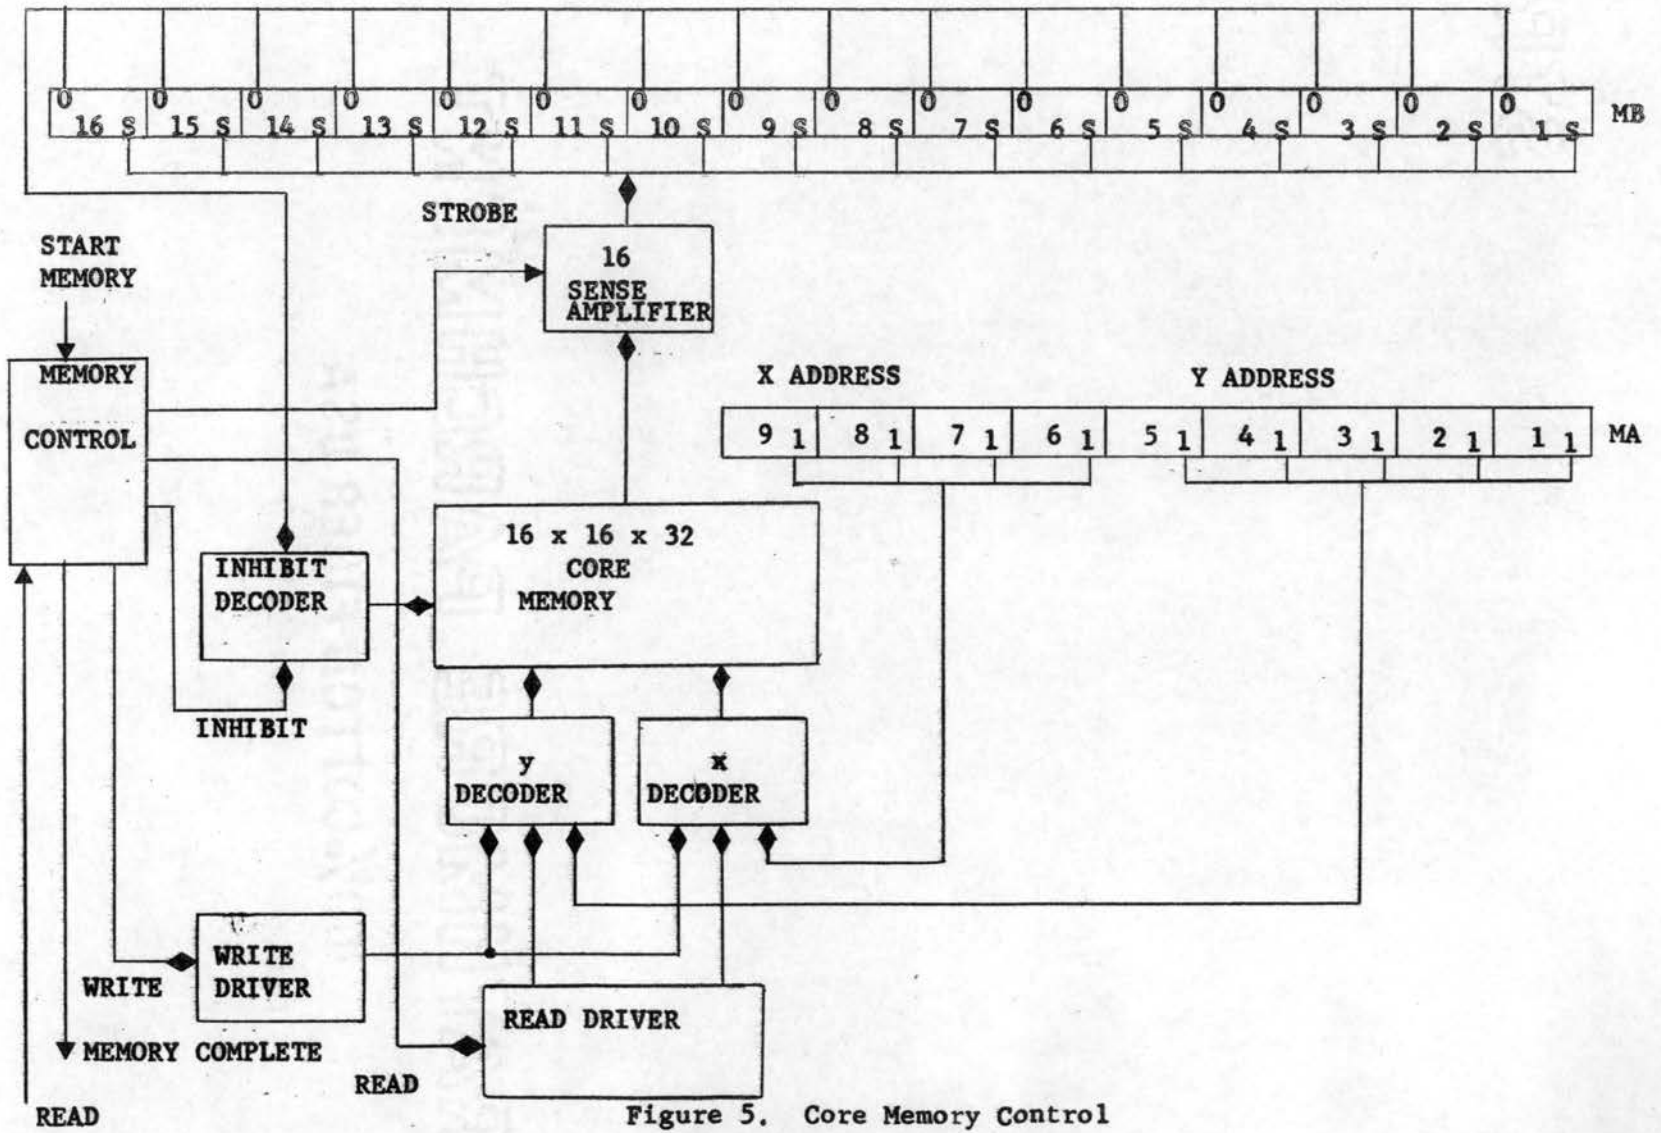 0 0 0 0 0 0 0 0 0 0 0 0 0 0 0 0
16 S 15 S 14 S 13 S 12 S 11 S 10 S 9 S 8 S 7 S 6 S 5 S 4 S 3 S 2 S 1 S
MB
STROBE
START
MEMORY
16
SENSE
AMPLIFIER
MEMORY
CONTROL
X ADDRESS
Y ADDRESS
9 1 8 1 7 1 6 1 5 1 4 1 3 1 2 1 1 1
MA
16 x 16 x 32
CORE
MEMORY
INHIBIT
DECODER
INHIBIT
y
DECODER
x
DECODER
WRITE
DRIVER
WRITE
READ DRIVER
MEMORY COMPLETE
READ
READ
Figure 5. Core Memory Control